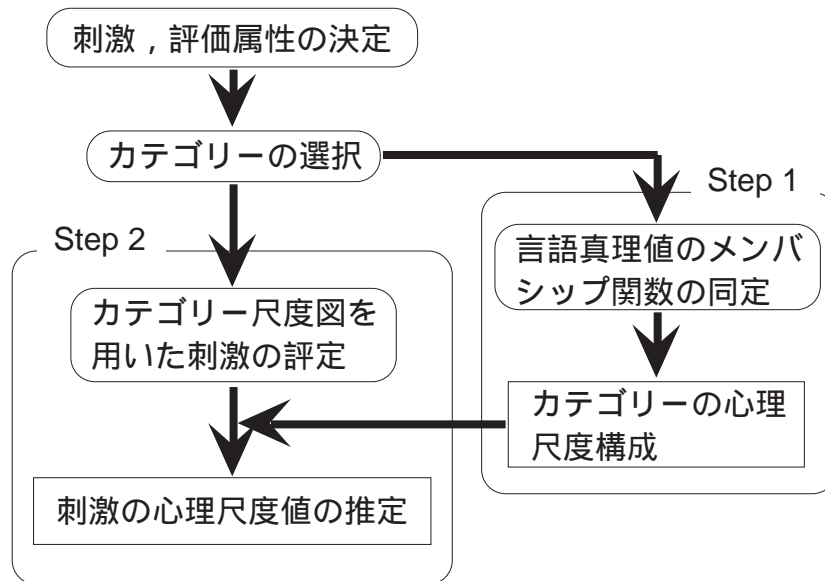 刺激，評価属性の決定
カテゴリーの選択
Step 1
言語真理値のメンバ
シップ関数の同定
カテゴリーの心理
尺度構成
Step 2
カテゴリー尺度図を
用いた刺激の評定
刺激の心理尺度値の推定